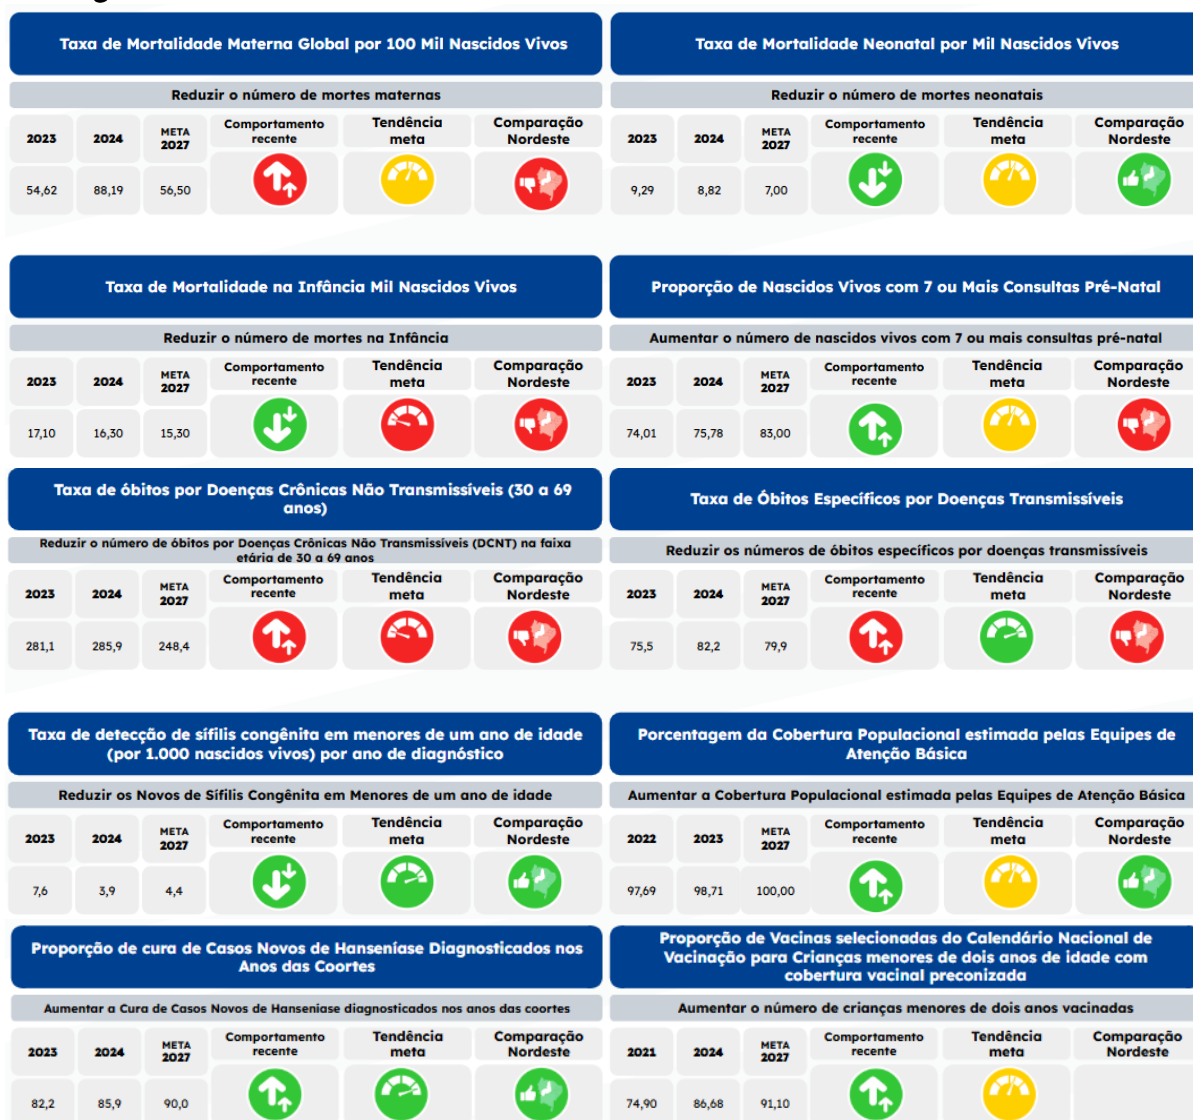 Taxa de Mortalidade Materna Global por 100 Mil Nascidos Vivos
Reduzir o número de mortes maternas
2023 2024 META 2027 Comportamento recente Tendência meta Comparação Nordeste
54,62 88,19 56,50
Taxa de Mortalidade Neonatal por Mil Nascidos Vivos
Reduzir o número de mortes neonatais
2023 2024 META 2027 Comportamento recente Tendência meta Comparação Nordeste
9,29 8,82 7,00
Taxa de Mortalidade na Infância Mil Nascidos Vivos
Reduzir o número de mortes na Infância
2023 2024 META 2027 Comportamento recente Tendência meta Comparação Nordeste
17,10 16,30 15,30
Proporção de Nascidos Vivos com 7 ou Mais Consultas Pré-Natal
Aumentar o número de nascidos vivos com 7 ou mais consultas pré-natal
2023 2024 META 2027 Comportamento recente Tendência meta Comparação Nordeste
74,01 75,78 83,00
Taxa de óbitos por Doenças Crônicas Não Transmissíveis (30 a 69
anos)
Reduzir o número de óbitos por Doenças Crônicas Não Transmissíveis (DCNT) na faixa
etária de 30 a 69 anos
2023 2024 META 2027 Comportamento recente Tendência meta Comparação Nordeste
281,1 285,9 248,4
Taxa de Óbitos Específicos por Doenças Transmissíveis
Reduzir os números de óbitos específicos por doenças transmissíveis
2023 2024 META 2027 Comportamento recente Tendência meta Comparação Nordeste
75,5 82,2 79,9
Taxa de detecção de sífilis congênita em menores de um ano de idade
(por 1.000 nascidos vivos) por ano de diagnóstico
Reduzir os Novos de Sífilis Congênita em Menores de um ano de idade
2023 2024 META 2027 Comportamento recente Tendência meta Comparação Nordeste
7,6 3,9 4,4
Porcentagem da Cobertura Populacional estimada pelas Equipes de
Atenção Básica
Aumentar a Cobertura Populacional estimada pelas Equipes de Atenção Básica
2022 2023 META 2027 Comportamento recente Tendência meta Comparação Nordeste
97,69 98,71 100,00
Proporção de cura de Casos Novos de Hanseníase Diagnosticados nos
Anos das Coortes
Aumentar a Cura de Casos Novos de Hanseníase diagnosticados nos anos das coortes
2023 2024 META 2027 Comportamento recente Tendência meta Comparação Nordeste
82,2 85,9 90,0
Proporção de Vacinas selecionadas do Calendário Nacional de
Vacinação para Crianças menores de dois anos de idade com
cobertura vacinal preconizada
Aumentar o número de crianças menores de dois anos vacinadas
2021 2024 META 2027 Comportamento recente Tendência meta Comparação Nordeste
74,90 86,68 91,10